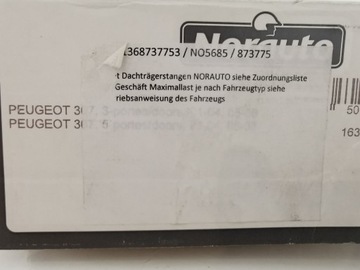 1368737753 / NO5685 / 873775
Norauto
t Dachträgerstangen NORAUTO siehe Zuordnungsliste
Geschäft Maximallast je nach Fahrzeugtyp siehe
riebsanweisung des Fahrzeugs
PEUGEOT
PEUGEOT
50
163